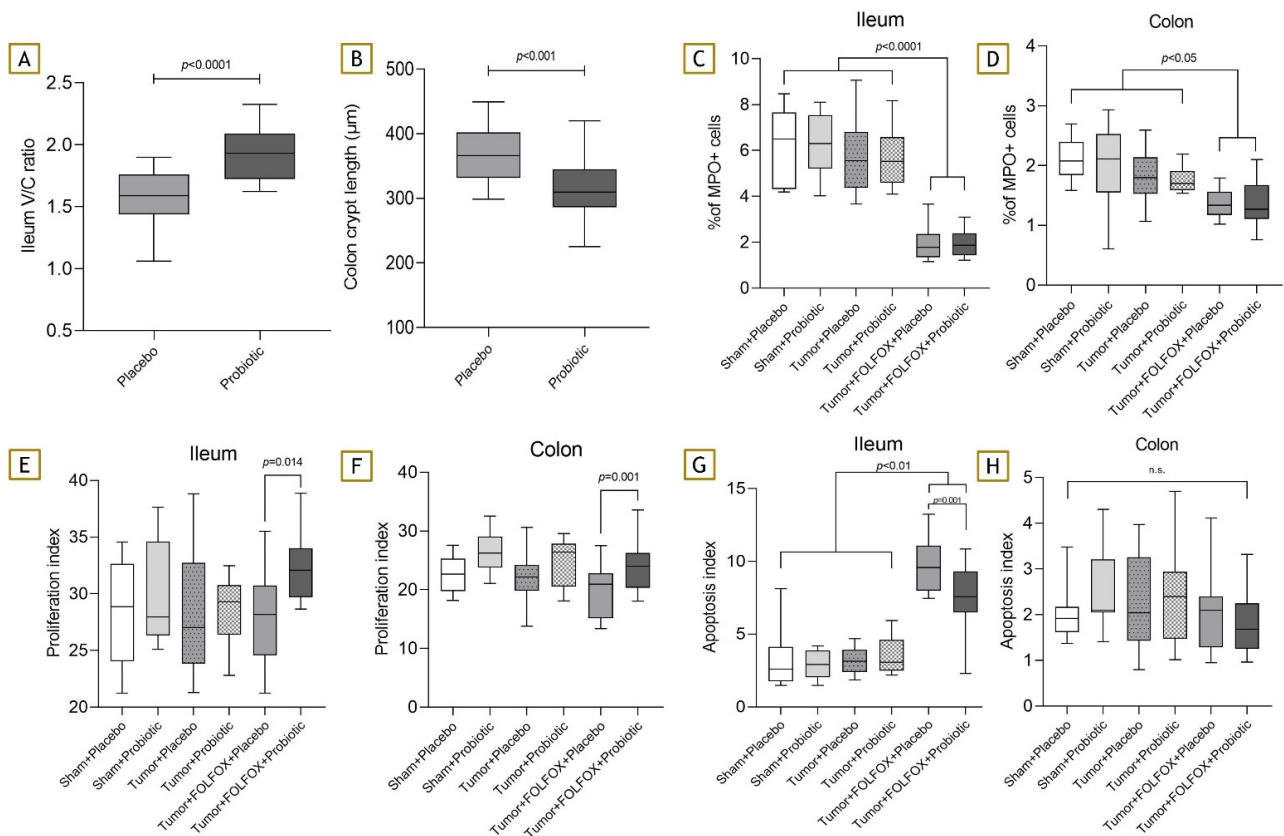 A
p<0.0001
Ileum V/C ratio
2.5
2.0
1.5
1.0
0.5
Placebo
Probiotic
B
p<0.001
Colon crypt length (µm)
500
400
300
200
100
Placebo
Probiotic
Ileum
C
p<0.0001
%of MPO+ cells
10
8
6
4
2
0
Sham+Placebo
Sham+Probiotic
Tumor+Placebo
Tumor+Probiotic
Tumor+FOLFOX+Placebo
Tumor+FOLFOX+Probiotic
Colon
D
p<0.05
%of MPO+ cells
4
3
2
1
0
Sham+Placebo
Sham+Probiotic
Tumor+Placebo
Tumor+Probiotic
Tumor+FOLFOX+Placebo
Tumor+FOLFOX+Probiotic
E
Ileum
p=0.014
Proliferation index
40
35
30
25
20
Sham+Placebo
Sham+Probiotic
Tumor+Placebo
Tumor+Probiotic
Tumor+FOLFOX+Placebo
Tumor+FOLFOX+Probiotic
F
Colon
p=0.001
Proliferation index
40
30
20
10
0
Sham+Placebo
Sham+Probiotic
Tumor+Placebo
Tumor+Probiotic
Tumor+FOLFOX+Placebo
Tumor+FOLFOX+Probiotic
G
Ileum
p<0.01
p=0.001
Apoptosis index
15
10
5
0
Sham+Placebo
Sham+Probiotic
Tumor+Placebo
Tumor+Probiotic
Tumor+FOLFOX+Placebo
Tumor+FOLFOX+Probiotic
H
Colon
n.s.
Apoptosis index
5
4
3
2
1
0
Sham+Placebo
Sham+Probiotic
Tumor+Placebo
Tumor+Probiotic
Tumor+FOLFOX+Placebo
Tumor+FOLFOX+Probiotic